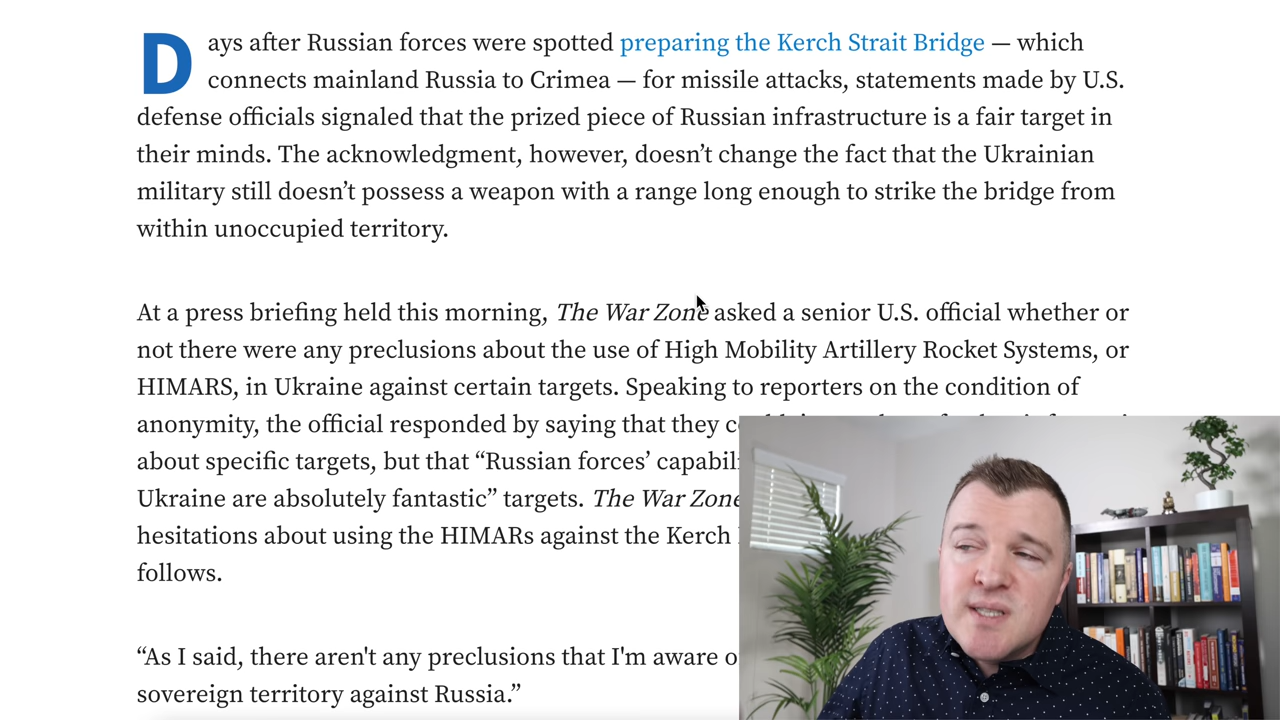 Days after Russian forces were spotted preparing the Kerch Strait Bridge — which
connects mainland Russia to Crimea — for missile attacks, statements made by U.S.
defense officials signaled that the prized piece of Russian infrastructure is a fair target in
their minds. The acknowledgment, however, doesn’t change the fact that the Ukrainian
military still doesn’t possess a weapon with a range long enough to strike the bridge from
within unoccupied territory.
At a press briefing held this morning, The War Zone asked a senior U.S. official whether or
not there were any preclusions about the use of High Mobility Artillery Rocket Systems, or
HIMARS, in Ukraine against certain targets. Speaking to reporters on the condition of
anonymity, the official responded by saying that they
about specific targets, but that “Russian forces’
Ukraine are absolutely fantastic” targets. The War Zone
hesitations about using the HIMARs against the Kerch
follows.
“As I said, there aren't any preclusions that I'm aware
sovereign territory against Russia.”